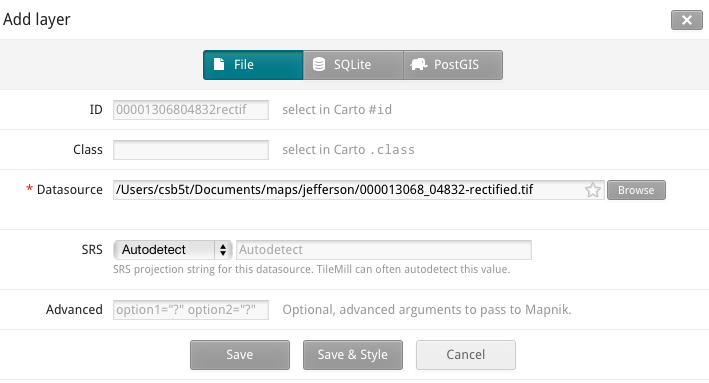 Add layer
File SQLite PostGIS
ID 00001306804832rectif select in Carto #id
Class select in Carto .class
* Datasource /Users/csb5t/Documents/maps/jefferson/000013068_04832-rectified.tif Browse
SRS Autodetect Autodetect
SRS projection string for this datasource. TileMill can often autodetect this value.
Advanced option1="?" option2="?" Optional, advanced arguments to pass to Mapnik.
Save Save & Style Cancel